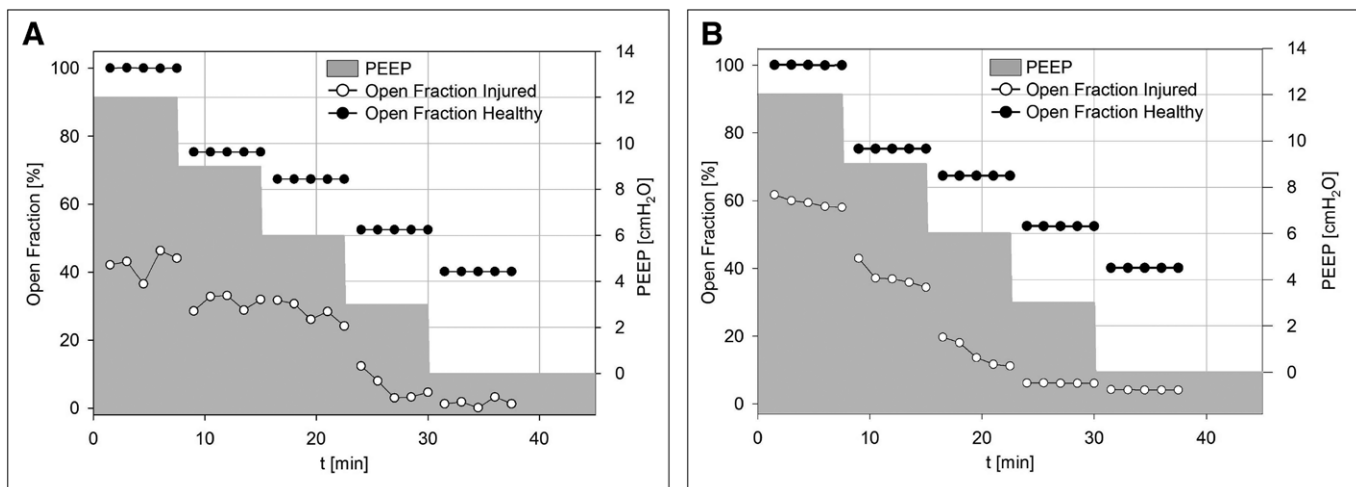 A
PEEP
Open Fraction Injured
Open Fraction Healthy
Open Fraction [%]
100
80
60
40
20
0
14
12
10
8
6
4
2
0
PEEP [cmH₂O]
0
10
20
30
40
t [min]
B
PEEP
Open Fraction Injured
Open Fraction Healthy
Open Fraction [%]
100
80
60
40
20
0
14
12
10
8
6
4
2
0
PEEP [cmH₂O]
0
10
20
30
40
t [min]